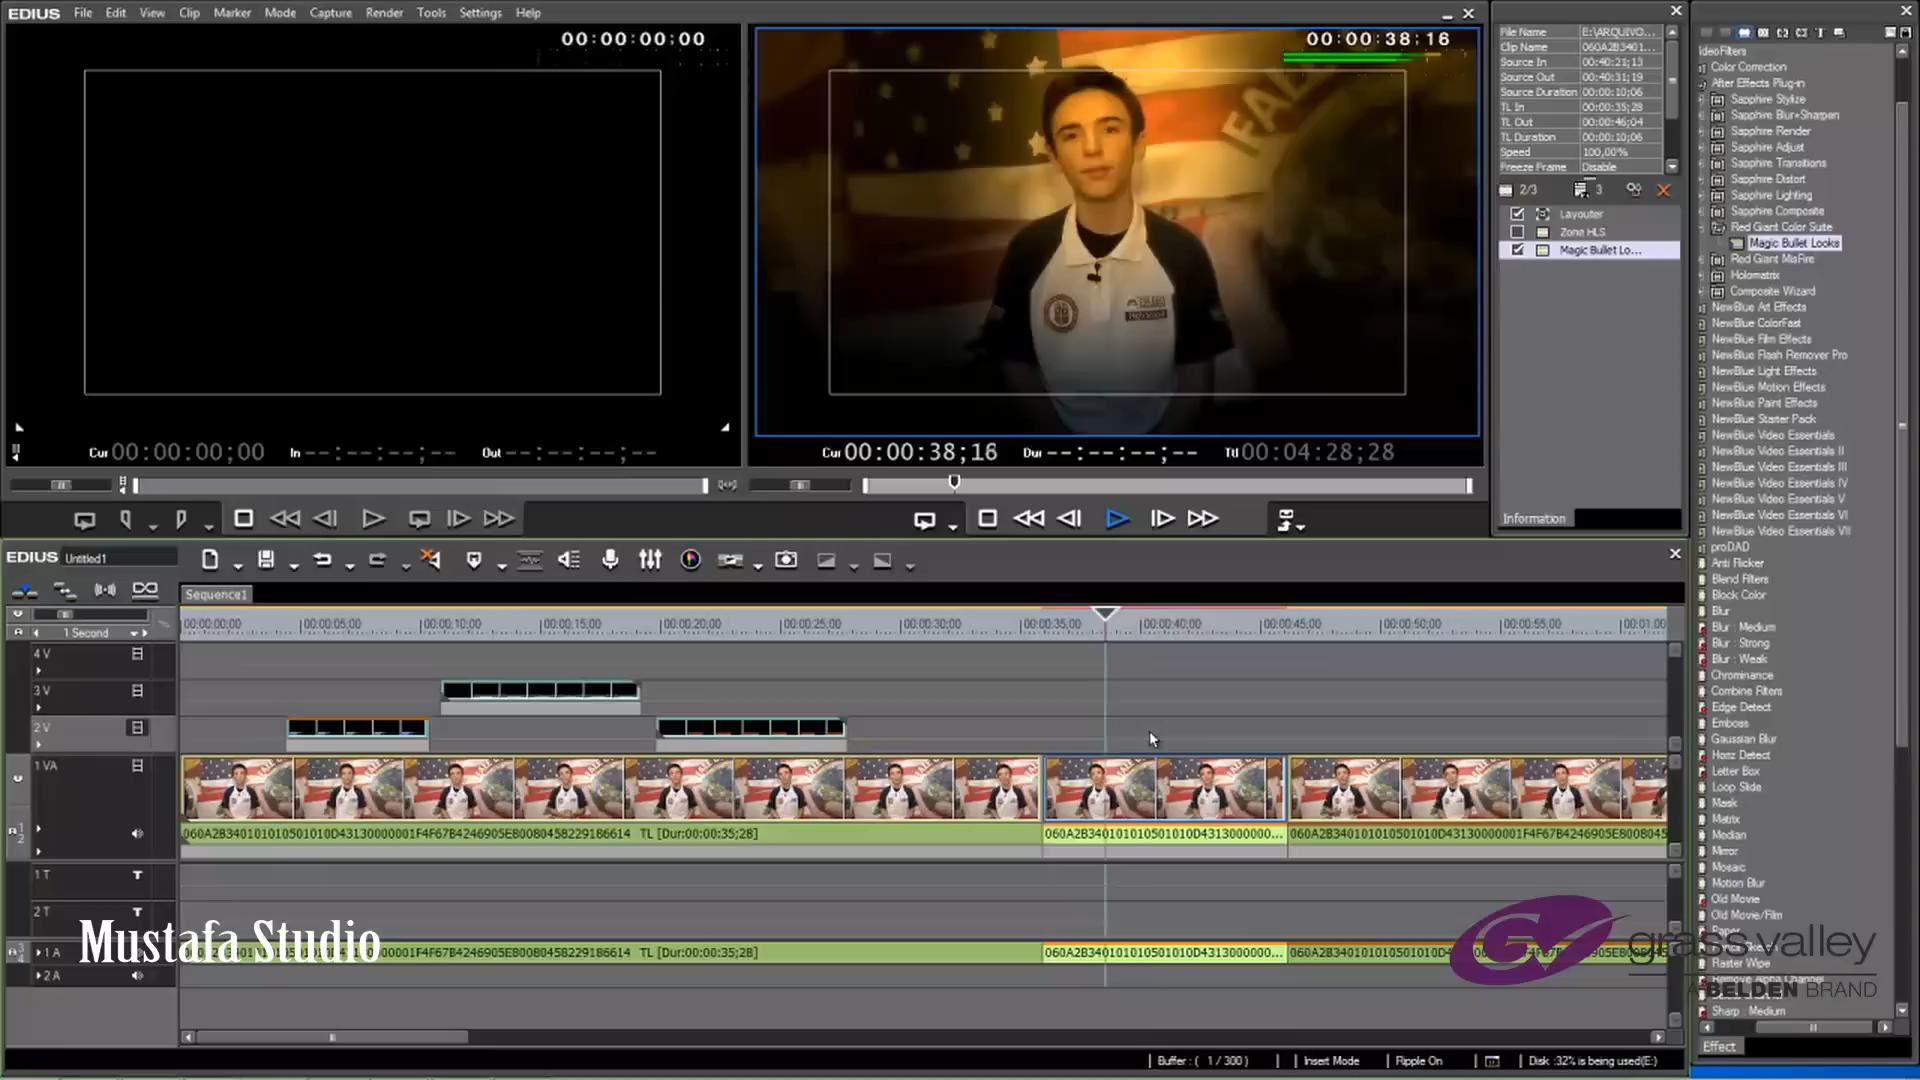 EDIUS File Edit View Clip Marker Mode Capture Render Tools Settings Help
00:00:00;00
00:00:38;16
Cur 00:00:00;00 In --:--:--;-- Out --:--:--;--
Cur 00:00:38;16 Dur --:--:--;-- Ttl 00:04:28;28
File Name E:\ARQUIVO...
Clip Name 060A2B3401...
Source In 00:40:21;13
Source Out 00:40:31;19
Source Duration 00:00:10;06
TL In 00:00:35;28
TL Out 00:00:46;04
TL Duration 00:00:10;06
Speed 100,00%
Freeze Frame Disable
2/3 3
Layouter
Zone HLS
Magic Bullet Lo...
Information
ideoFilters
Color Correction
After Effects Plug-in
Sapphire Stylize
Sapphire Blur+Sharpen
Sapphire Render
Sapphire Adjust
Sapphire Transitions
Sapphire Distort
Sapphire Lighting
Sapphire Composite
Red Giant Color Suite
Magic Bullet Looks
Red Giant MisFire
Holomatrix
Composite Wizard
NewBlue Art Effects
NewBlue ColorFast
NewBlue Film Effects
NewBlue Flash Remover Pro
NewBlue Light Effects
NewBlue Motion Effects
NewBlue Paint Effects
NewBlue Starter Pack
NewBlue Video Essentials
NewBlue Video Essentials II
NewBlue Video Essentials III
NewBlue Video Essentials IV
NewBlue Video Essentials V
NewBlue Video Essentials VI
NewBlue Video Essentials VII
proDAD
Anti Flicker
Blend Filters
Block Color
Blur
Blur : Medium
Blur : Strong
Blur : Weak
Chrominance
Combine Filters
Edge Detect
Emboss
Gaussian Blur
Horiz Detect
Letter Box
Loop Slide
Mask
Matrix
Median
Mirror
Mosaic
Motion Blur
Old Movie
Old Movie/Film
Raster Wipe
Sharp : Medium
Effect
EDIUS Untitled1
Sequence1
1 Second
00:00:00;00 00:00:05;00 00:00:10;00 00:00:15;00 00:00:20;00 00:00:25;00 00:00:30;00 00:00:35;00 00:00:40;00 00:00:45;00 00:00:50;00 00:00:55;00 00:01:00
4 V
3 V
2 V
1 VA
060A2B340101010501010D43130000001F4F67B4246905E80080458229186614 TL [Dur:00:00:35;28]
060A2B340101010501010D4313000000...
060A2B340101010501010D43130000001F4F67B4246905E80080458
1 T
2 T
1 A
00001F4F67B4246905E80080458229186614 TL [Dur:00:00:35;28]
060A2B340101010501010D4313000000...
2 A
Mustafa Studio
grass valley
A BELDEN BRAND
Buffer : ( 1 / 300 ) Insert Mode Ripple On Disk :32% is being used(E:)